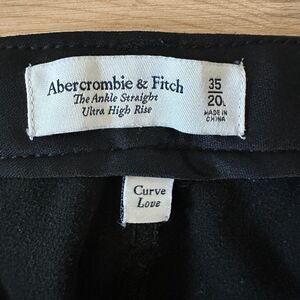 Abercrombie & Fitch
The Ankle Straight
Ultra High Rise
35
20L
MADE IN
CHINA
Curve
Love